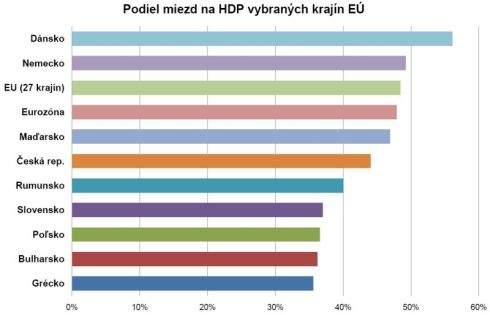 Podiel miezd na HDP vybraných krajín EÚ
Dánsko
Nemecko
EU (27 krajín)
Eurozóna
Maďarsko
Česká rep.
Rumunsko
Slovensko
Poľsko
Bulharsko
Grécko
0% 10% 20% 30% 40% 50% 60%